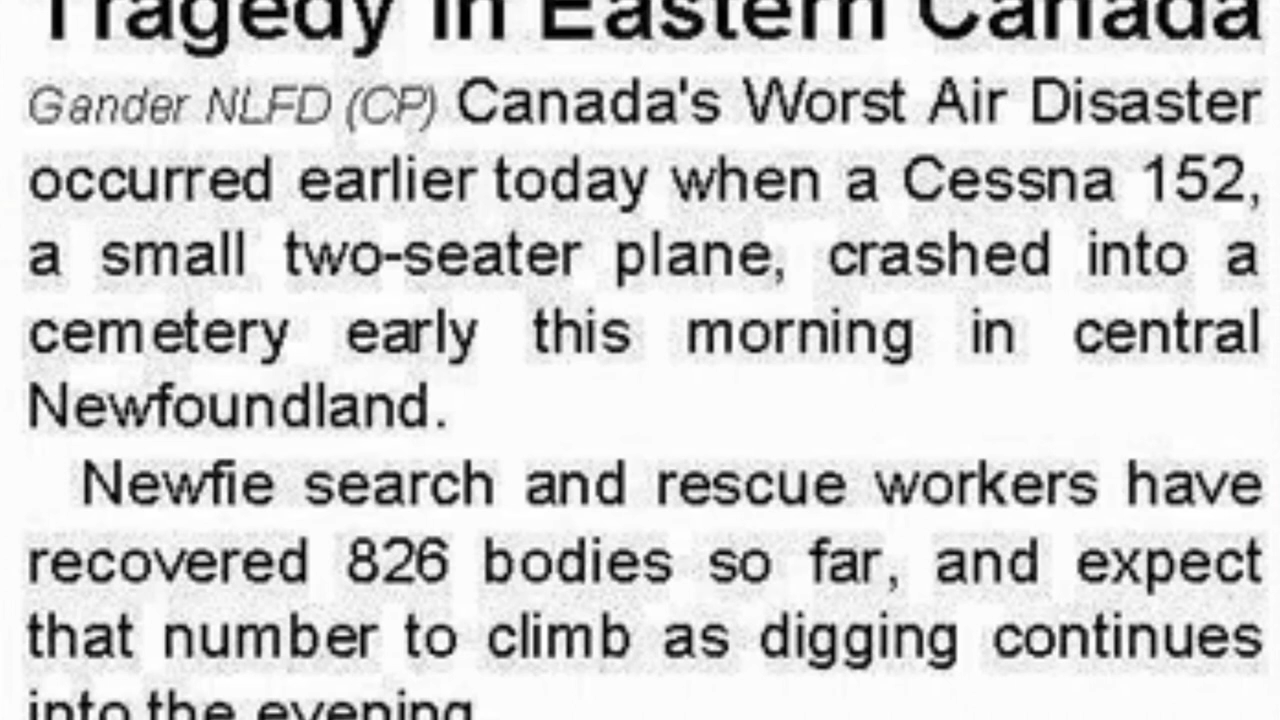 Tragedy in Eastern Canada
Gander NLFD (CP) Canada's Worst Air Disaster
occurred earlier today when a Cessna 152,
a small two-seater plane, crashed into a
cemetery early this morning in central
Newfoundland.
Newfie search and rescue workers have
recovered 826 bodies so far, and expect
that number to climb as digging continues
into the evening.